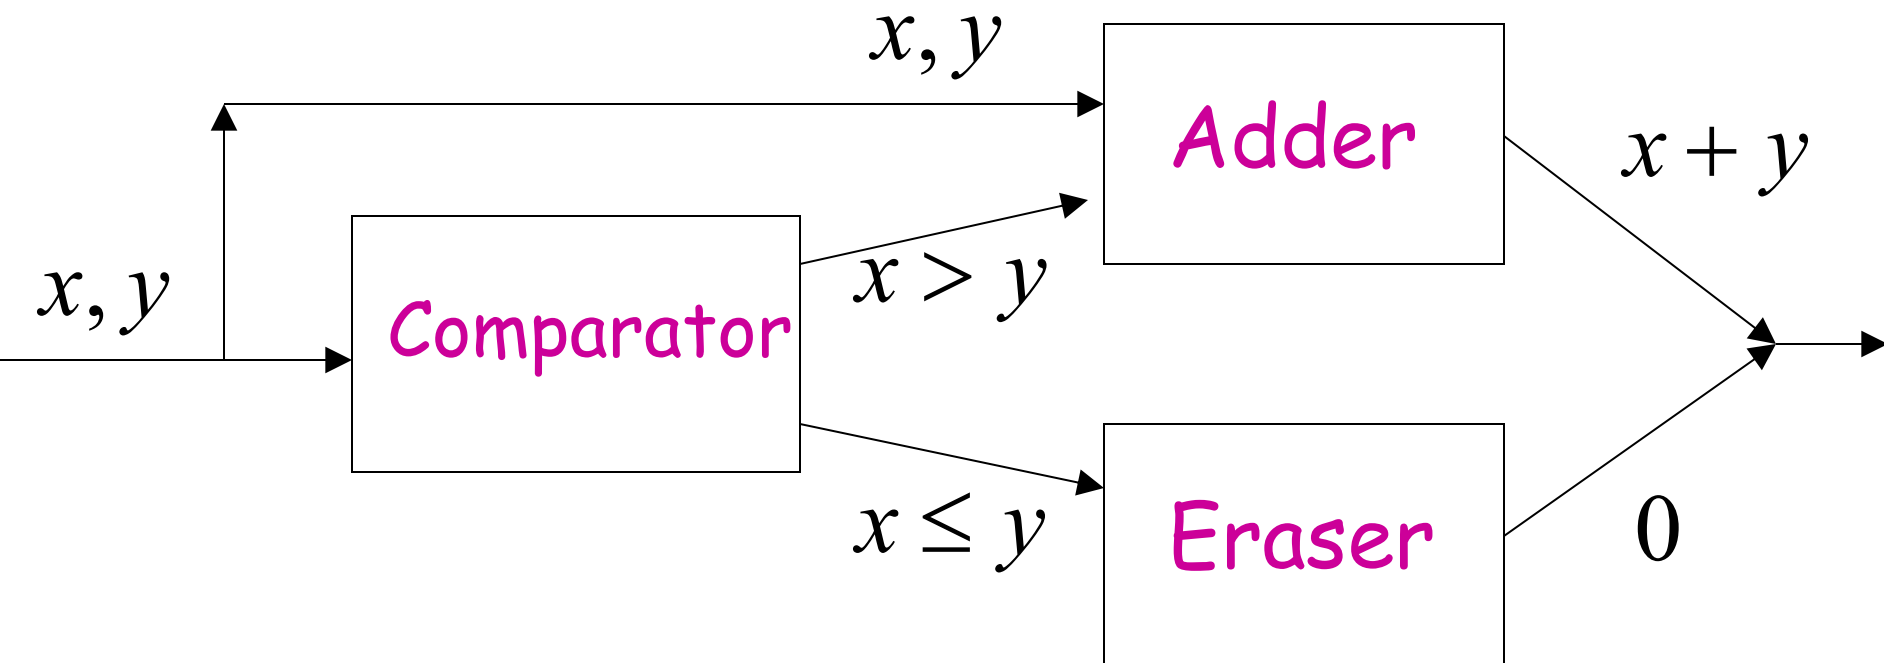 x, y
Adder
x + y
x, y
x > y
Comparator
x ≤ y
Eraser
0